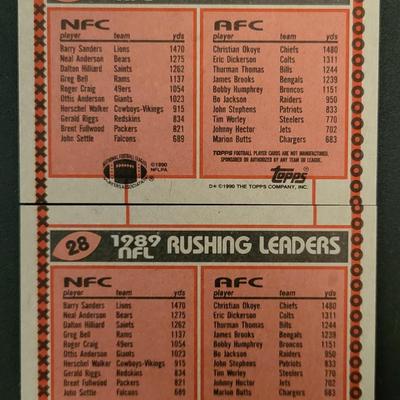 NFC AFC
player team yds player team yds
Barry Sanders Lions 1470 Christian Okoye Chiefs 1480
Neal Anderson Bears 1275 Eric Dickerson Colts 1311
Dalton Hilliard Saints 1262 Thurman Thomas Bills 1244
Greg Bell Rams 1137 James Brooks Bengals 1239
Roger Craig 49ers 1054 Bobby Humphrey Broncos 1151
Ottis Anderson Giants 1023 Bo Jackson Raiders 950
Herschel Walker Cowboys-Vikings 915 John Stephens Patriots 833
Gerald Riggs Redskins 834 Tim Worley Steelers 770
Brent Fullwood Packers 821 Johnny Hector Jets 702
John Settle Falcons 689 Marion Butts Chargers 683
TOPPS FOOTBALL PLAYER CARDS ARE NOT MANUFACTURED,
SPONSORED OR AUTHORIZED BY ANY TEAM OR LEAGUE.
©1990
NFLPA
Topps
D* ©1990 THE TOPPS COMPANY, INC.
28 1989 NFL RUSHING LEADERS
NFC AFC
player team yds player team yds
Barry Sanders Lions 1470 Christian Okoye Chiefs 1480
Neal Anderson Bears 1275 Eric Dickerson Colts 1311
Dalton Hilliard Saints 1262 Thurman Thomas Bills 1244
Greg Bell Rams 1137 James Brooks Bengals 1239
Roger Craig 49ers 1054 Bobby Humphrey Broncos 1151
Ottis Anderson Giants 1023 Bo Jackson Raiders 950
Herschel Walker Cowboys-Vikings 915 John Stephens Patriots 833
Gerald Riggs Redskins 834 Tim Worley Steelers 770
Brent Fullwood Packers 821 Johnny Hector Jets 702
John Settle Falcons 689 Marion Butts Chargers 683